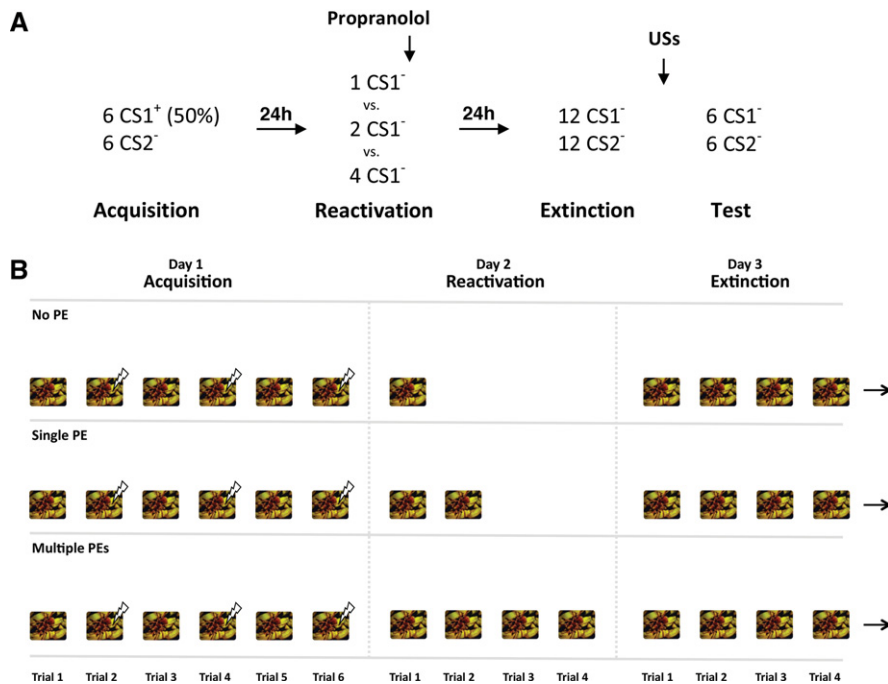 A
Propranolol
USs
6 CS1⁺ (50%)
6 CS2⁻
24h
1 CS1⁻
vs.
2 CS1⁻
vs.
4 CS1⁻
24h
12 CS1⁻
12 CS2⁻
6 CS1⁻
6 CS2⁻
Acquisition
Reactivation
Extinction
Test
B
Day 1
Acquisition
Day 2
Reactivation
Day 3
Extinction
No PE
Single PE
Multiple PEs
Trial 1 Trial 2 Trial 3 Trial 4 Trial 5 Trial 6 Trial 1 Trial 2 Trial 3 Trial 4 Trial 1 Trial 2 Trial 3 Trial 4